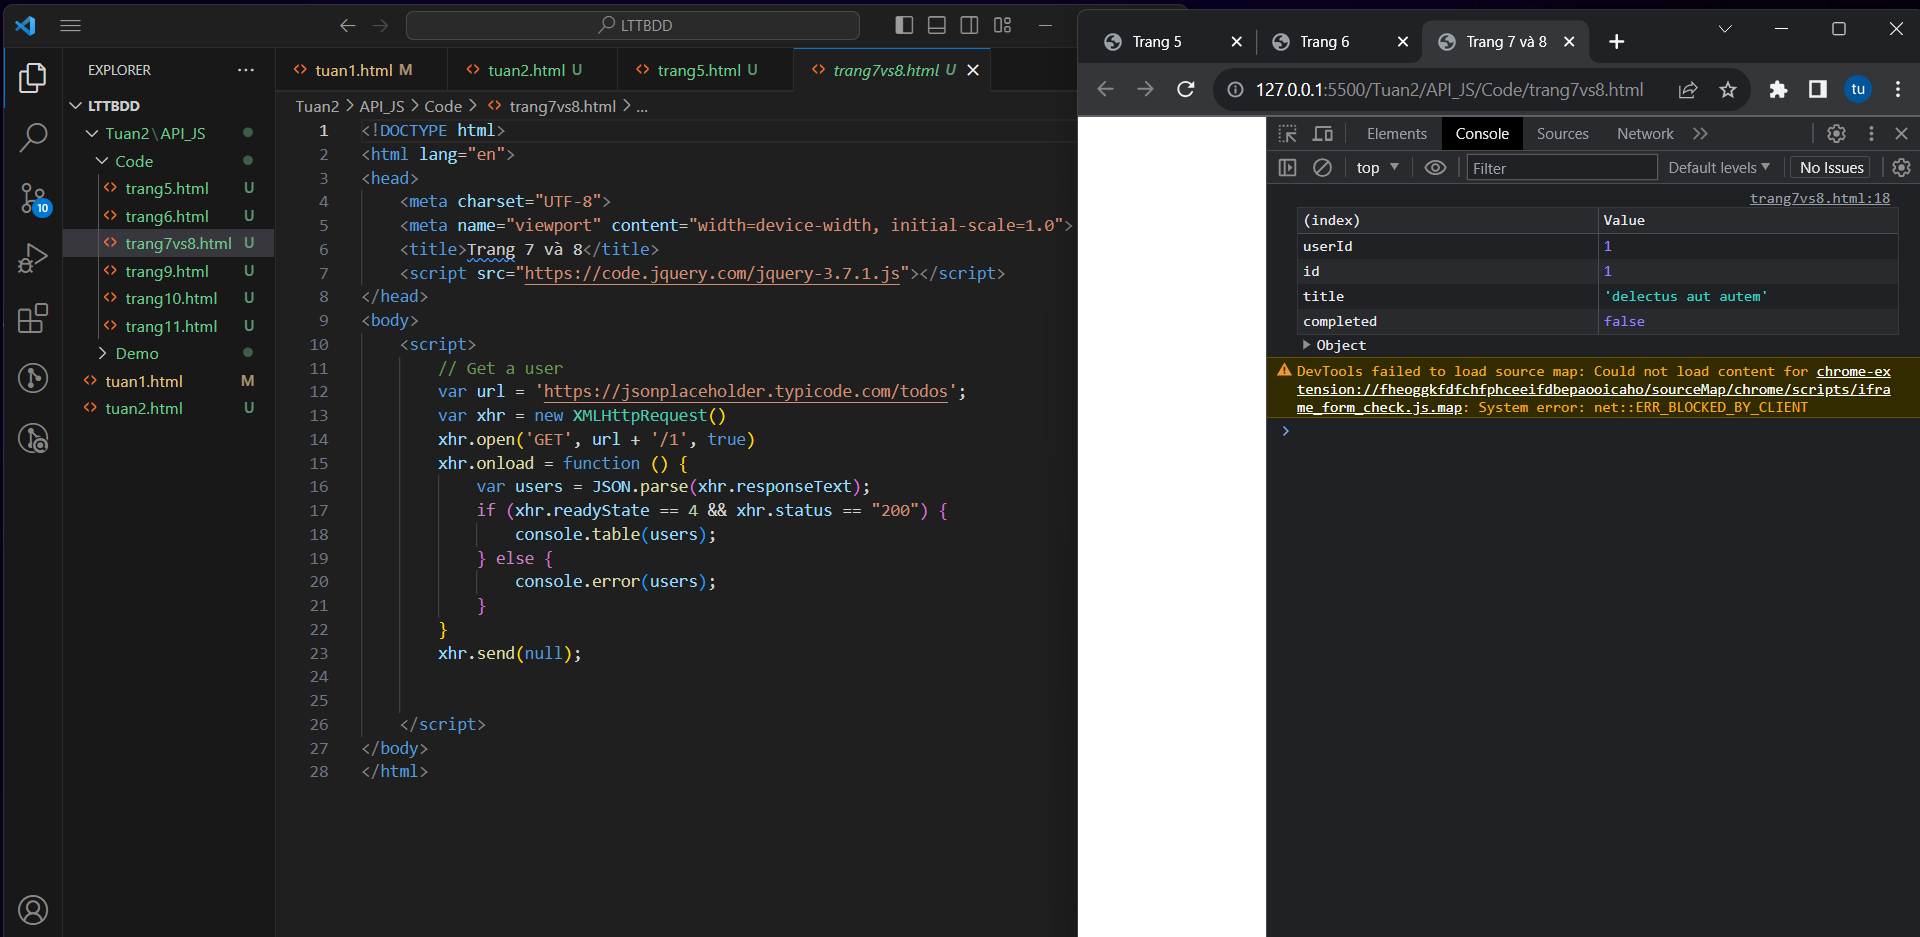 LTTBDD
EXPLORER
LTTBDD
Tuan2\API_JS
Code
trang5.html U
trang6.html U
trang7vs8.html U
trang9.html U
trang10.html U
trang11.html U
Demo
tuan1.html M
tuan2.html U
10
tuan1.html M
tuan2.html U
trang5.html U
trang7vs8.html U
Tuan2 > API_JS > Code > trang7vs8.html > ...
1 <!DOCTYPE html>
2 <html lang="en">
3 <head>
4 <meta charset="UTF-8">
5 <meta name="viewport" content="width=device-width, initial-scale=1.0">
6 <title>Trang 7 và 8</title>
7 <script src="https://code.jquery.com/jquery-3.7.1.js"></script>
8 </head>
9 <body>
10 <script>
11 // Get a user
12 var url = 'https://jsonplaceholder.typicode.com/todos';
13 var xhr = new XMLHttpRequest()
14 xhr.open('GET', url + '/1', true)
15 xhr.onload = function () {
16 var users = JSON.parse(xhr.responseText);
17 if (xhr.readyState == 4 && xhr.status == "200") {
18 console.table(users);
19 } else {
20 console.error(users);
21 }
22 }
23 xhr.send(null);
24
25
26 </script>
27 </body>
28 </html>
Trang 5
Trang 6
Trang 7 và 8
127.0.0.1:5500/Tuan2/API_JS/Code/trang7vs8.html
tu
Elements Console Sources Network
top Filter Default levels No Issues
trang7vs8.html:18
(index) Value
userId 1
id 1
title 'delectus aut autem'
completed false
Object
DevTools failed to load source map: Could not load content for chrome-ex
tension://fheoggkfdfchfphceeifdbepaooicaho/sourceMap/chrome/scripts/ifra
me_form_check.js.map: System error: net::ERR_BLOCKED_BY_CLIENT